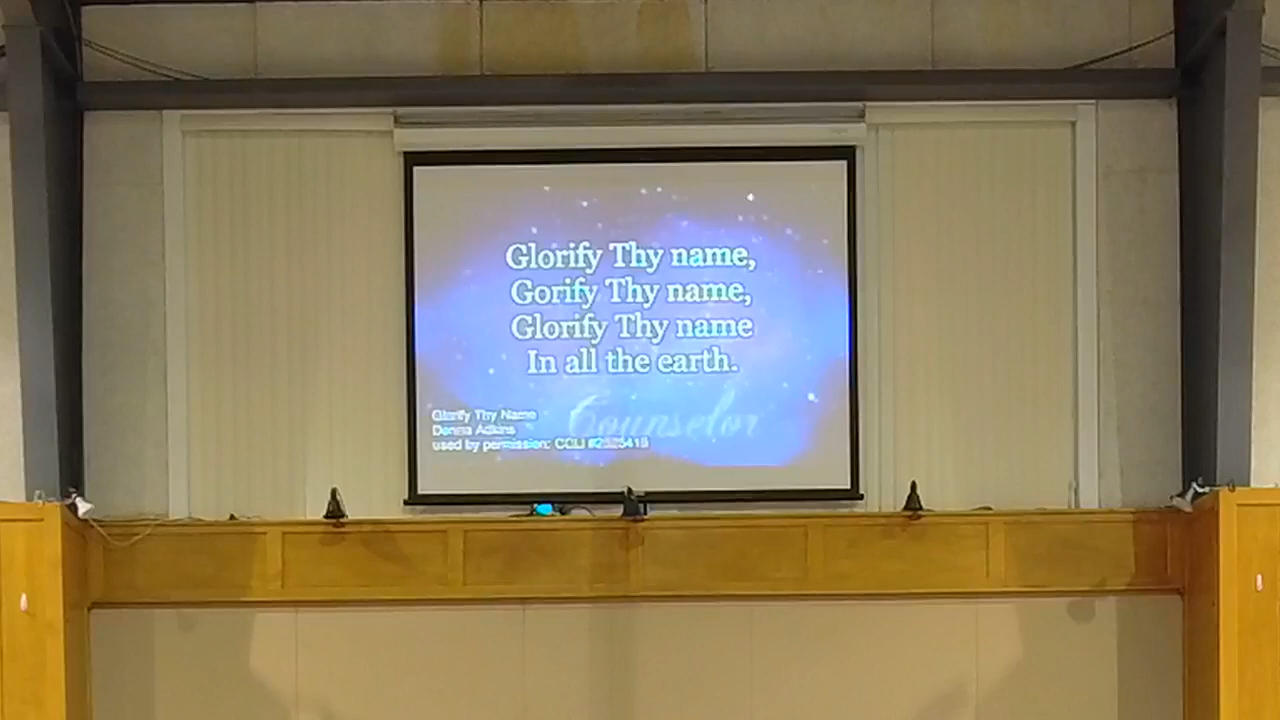 Glorify Thy name,
Gorify Thy name,
Glorify Thy name
In all the earth.
Counselor
Glorify Thy Name
Donna Adkins
used by permission: CCLI